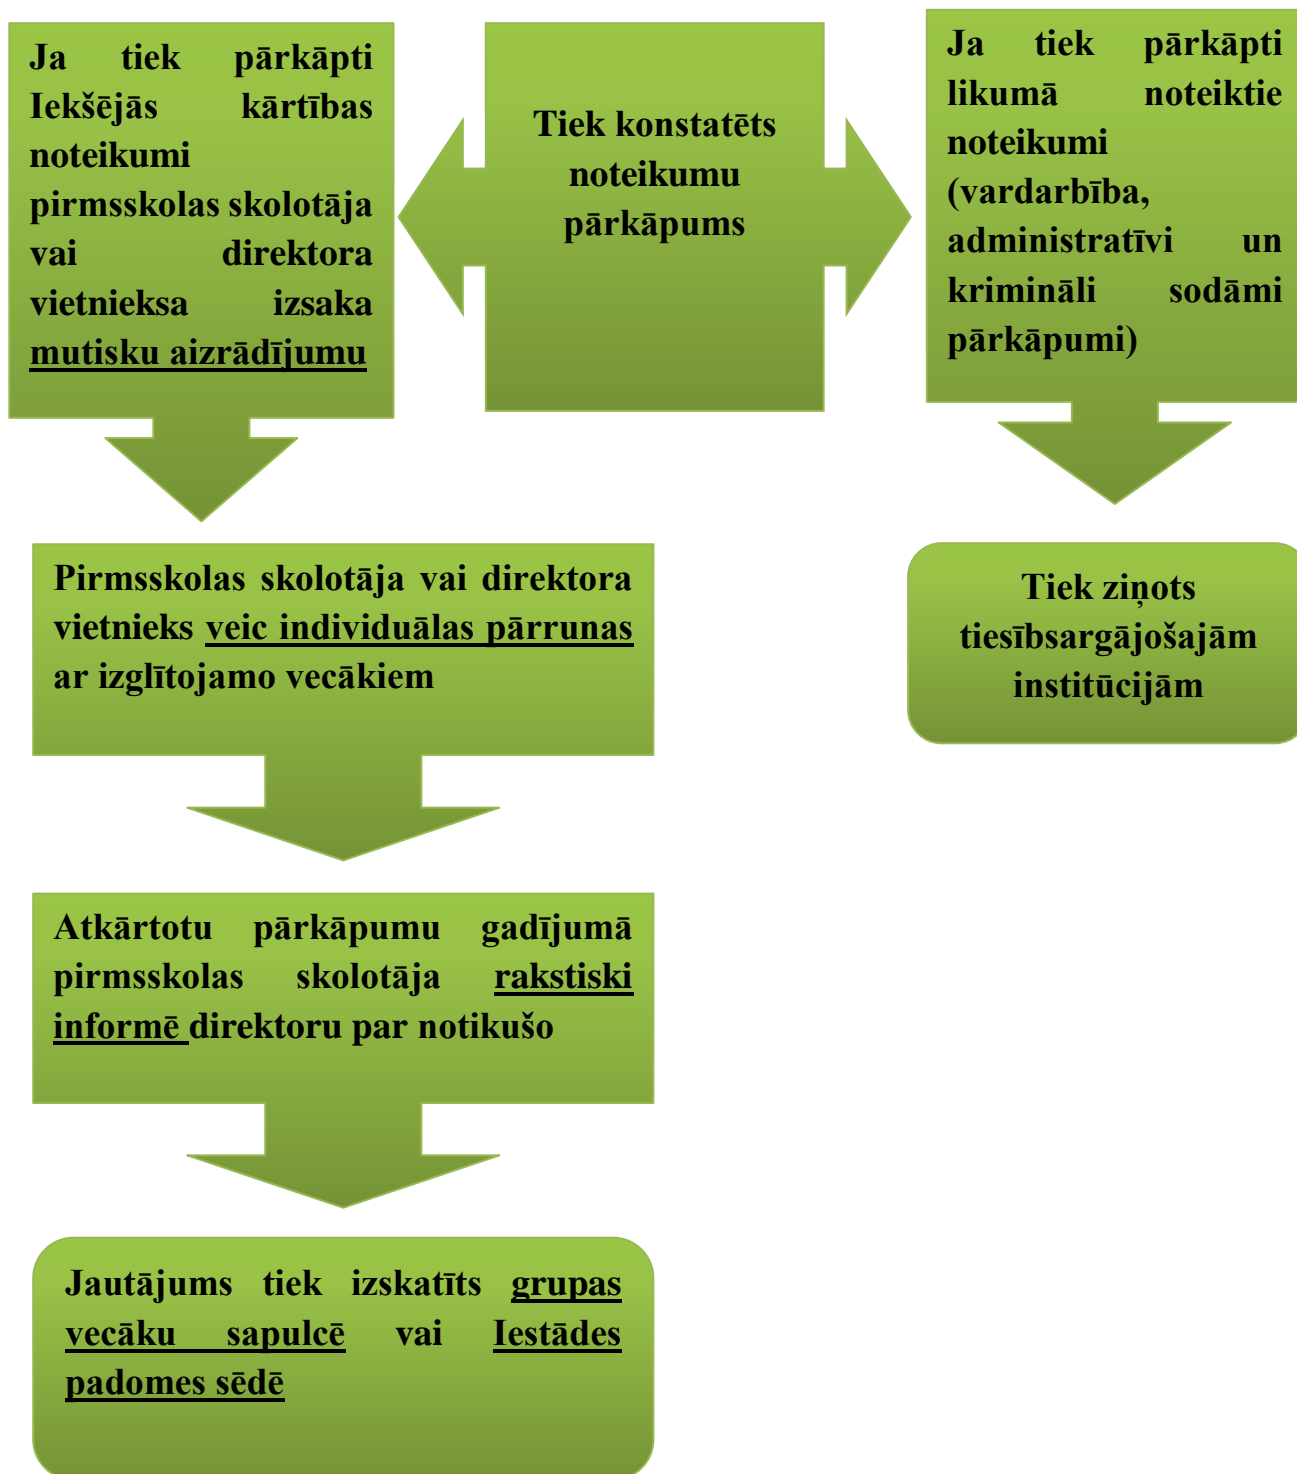 Ja tiek pārkāpti
Iekšējās kārtības
noteikumi
pirmsskolas skolotāja
vai direktora
vietnieksa izsaka
mutisku aizrādījumu
Tiek konstatēts
noteikumu
pārkāpums
Ja tiek pārkāpti
likumā noteiktie
noteikumi
(vardarbība,
administratīvi un
krimināli sodāmi
pārkāpumi)
Pirmsskolas skolotāja vai direktora
vietnieks veic individuālas pārrunas
ar izglītojamo vecākiem
Tiek ziņots
tiesībsargājošajām
institūcijām
Atkārtotu pārkāpumu gadījumā
pirmsskolas skolotāja rakstiski
informē direktoru par notikušo
Jautājums tiek izskatīts grupas
vecāku sapulcē vai Iestādes
padomes sēdē